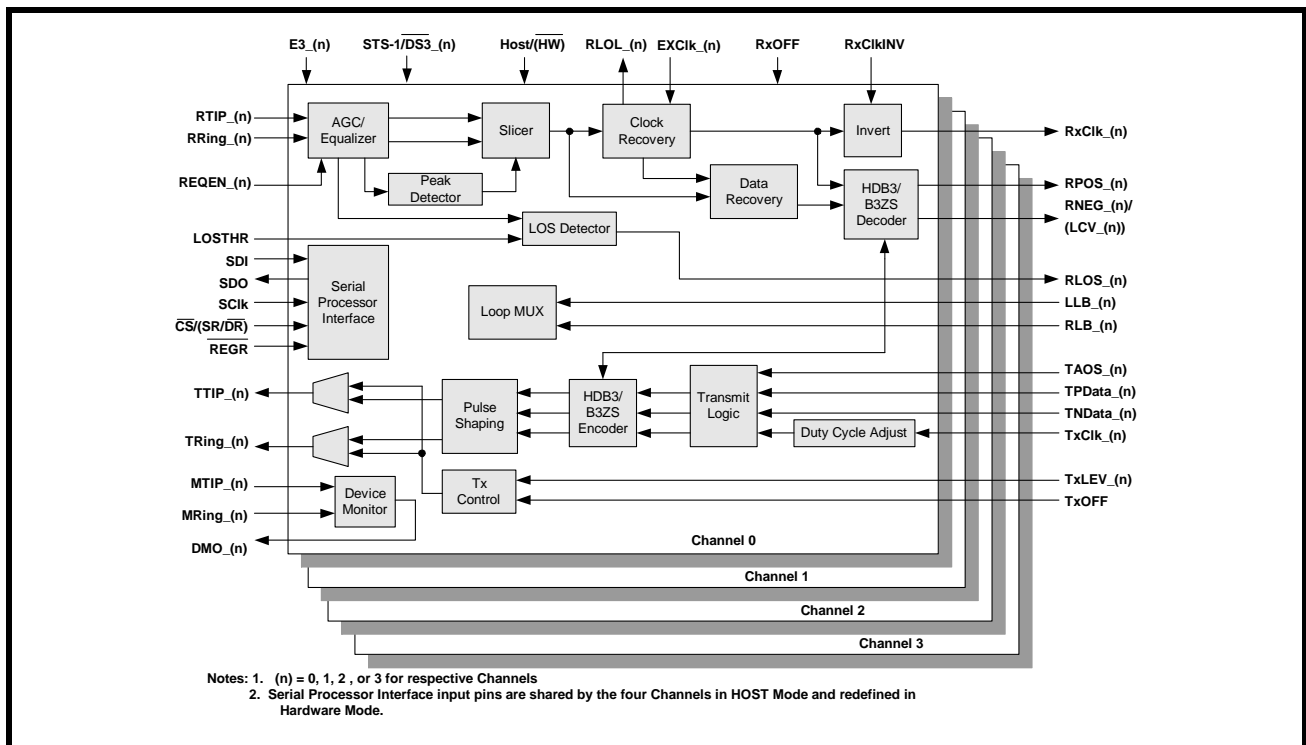 E3_(n)
STS-1/DS3_(n)
Host/(HW)
RLOL_(n)
EXClk_(n)
RxOFF
RxClkINV
RTIP_(n)
RRing_(n)
REQEN_(n)
LOSTHR
SDI
SDO
SClk
CS/(SR/DR)
REGR
TTIP_(n)
TRing_(n)
MTIP_(n)
MRing_(n)
DMO_(n)
AGC/
Equalizer
Slicer
Clock
Recovery
Invert
Peak
Detector
Data
Recovery
HDB3/
B3ZS
Decoder
LOS Detector
Serial
Processor
Interface
Loop MUX
Pulse
Shaping
HDB3/
B3ZS
Encoder
Transmit
Logic
Duty Cycle Adjust
Tx
Control
Device
Monitor
RxClk_(n)
RPOS_(n)
RNEG_(n)/
(LCV_(n))
RLOS_(n)
LLB_(n)
RLB_(n)
TAOS_(n)
TPData_(n)
TNData_(n)
TxClk_(n)
TxLEV_(n)
TxOFF
Channel 0
Channel 1
Channel 2
Channel 3
Notes: 1. (n) = 0, 1, 2 , or 3 for respective Channels
2. Serial Processor Interface input pins are shared by the four Channels in HOST Mode and redefined in
Hardware Mode.